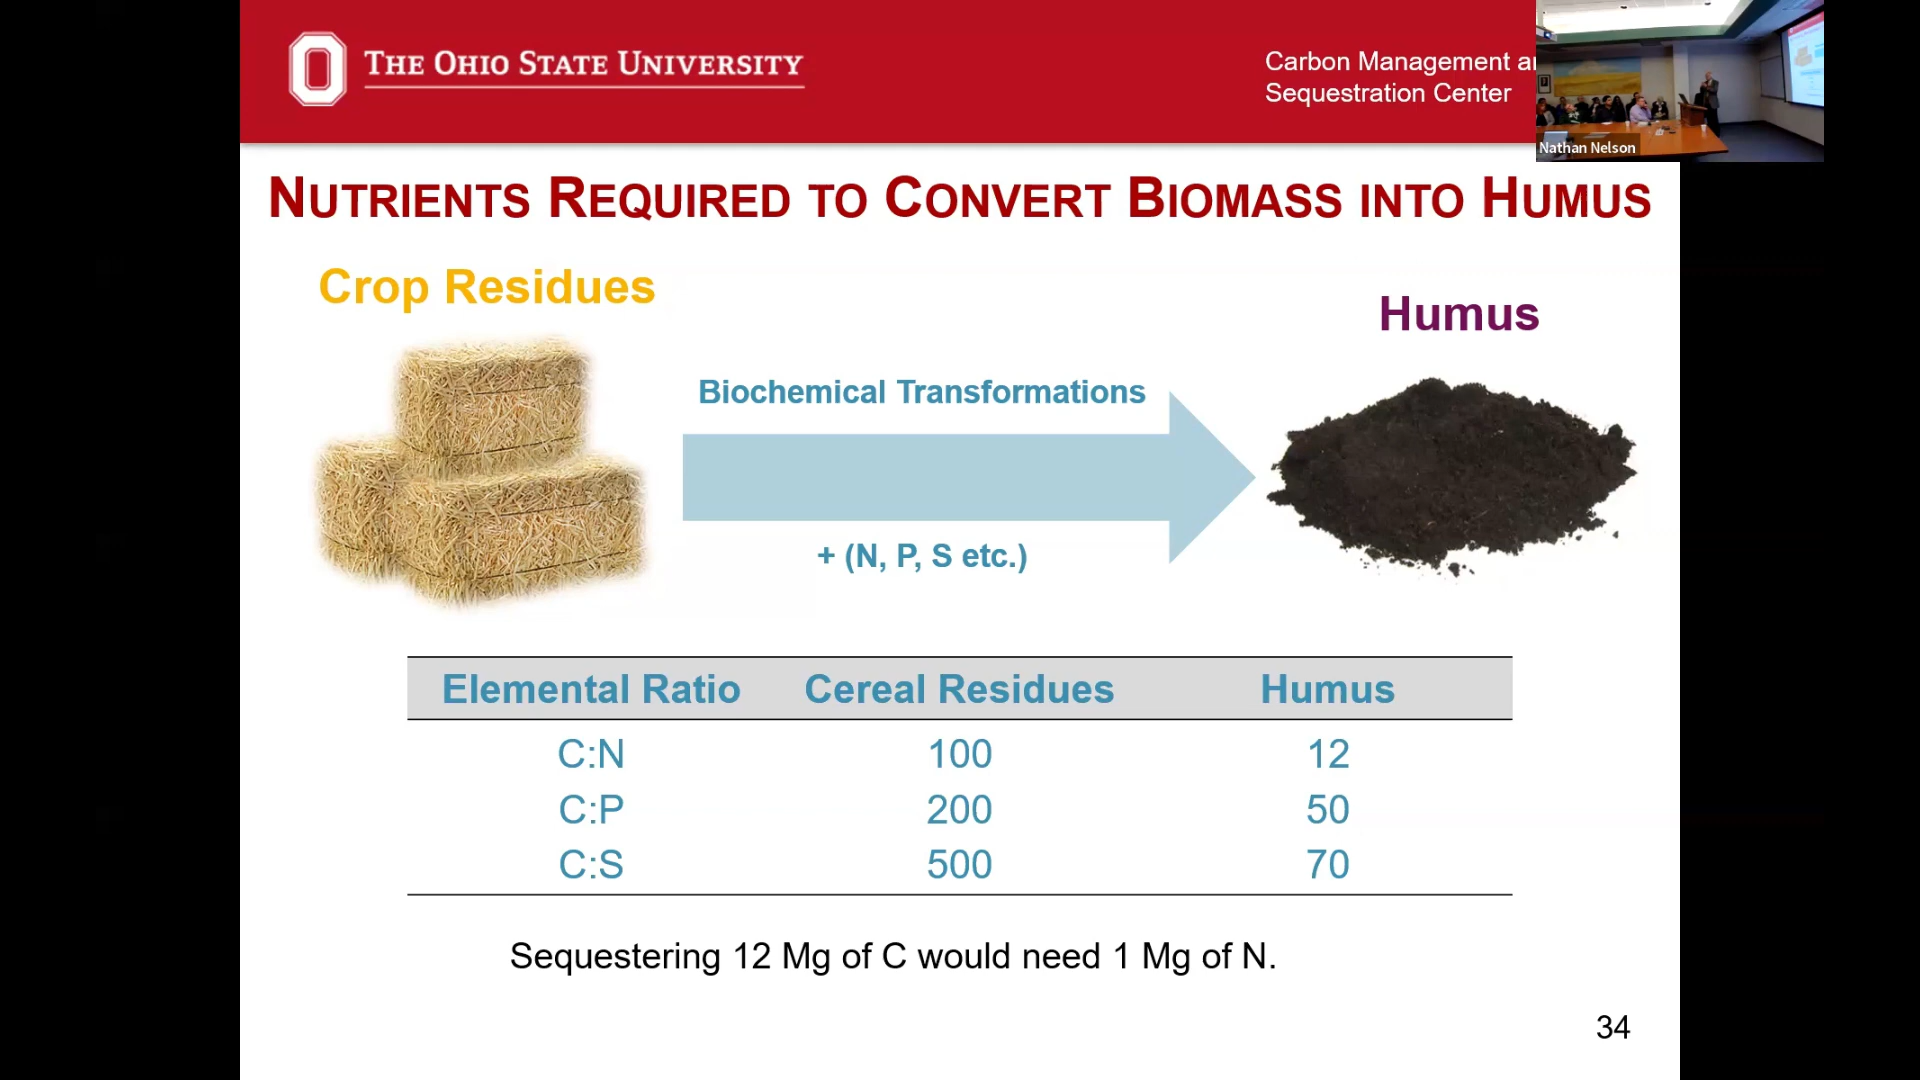 THE OHIO STATE UNIVERSITY
Carbon Management
Sequestration Center
Nathan Nelson
NUTRIENTS REQUIRED TO CONVERT BIOMASS INTO HUMUS
Crop Residues
Humus
Biochemical Transformations
+ (N, P, S etc.)
Elemental Ratio Cereal Residues Humus
C:N 100 12
C:P 200 50
C:S 500 70
Sequestering 12 Mg of C would need 1 Mg of N.
34